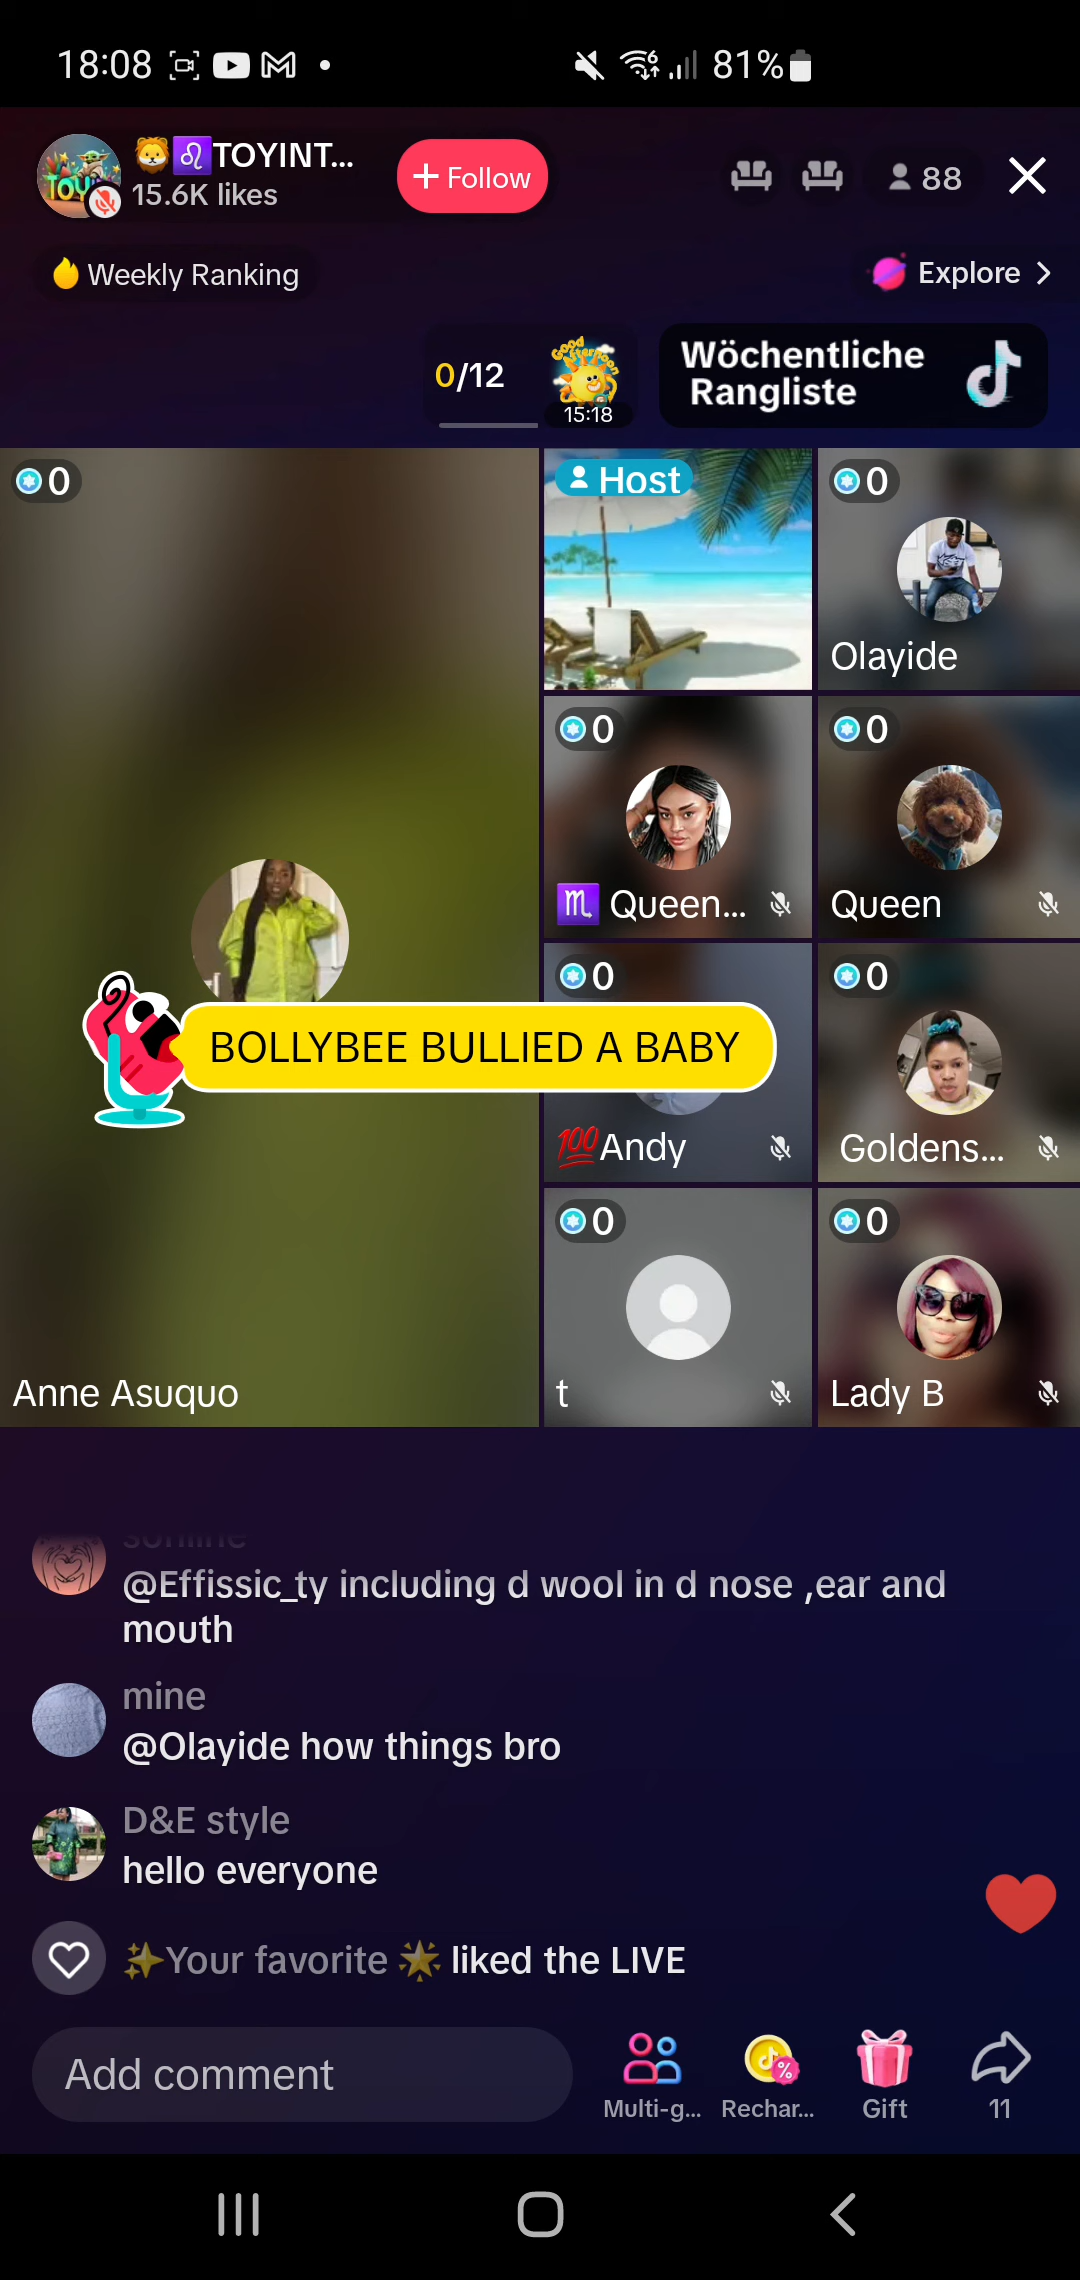 18:08
81%
🦁♌TOYINT...
15.6K likes
+ Follow
88
Weekly Ranking
Explore >
0/12
Good Afternoon
15:18
Wöchentliche
Rangliste
0
Host
0
Olayide
0
♏ Queen...
0
Queen
0
BOLLYBEE BULLIED A BABY
💯Andy
0
Goldens...
0
t
0
Lady B
Anne Asuquo
@Effissic_ty including d wool in d nose ,ear and
mouth
mine
@Olayide how things bro
D&E style
hello everyone
✨Your favorite 🌟 liked the LIVE
Add comment
Multi-g...
Rechar...
Gift
11